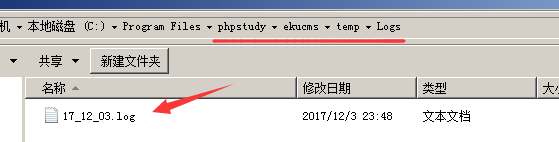 机 ▸ 本地磁盘 (C:) ▸ Program Files ▸ phpstudy ▸ ekucms ▸ temp ▸ Logs
共享 新建文件夹
名称 修改日期 类型 大
17_12_03.log 2017/12/3 23:48 文本文档